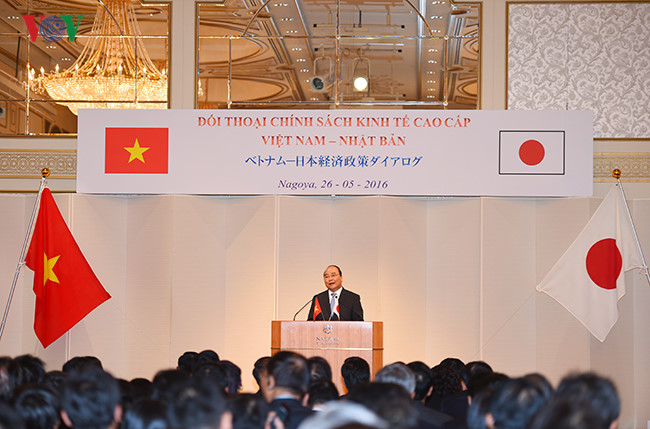 VOV
ĐỐI THOẠI CHÍNH SÁCH KINH TẾ CAO CẤP
VIỆT NAM – NHẬT BẢN
ベトナム－日本経済政策ダイアログ
Nagoya, 26 - 05 - 2016